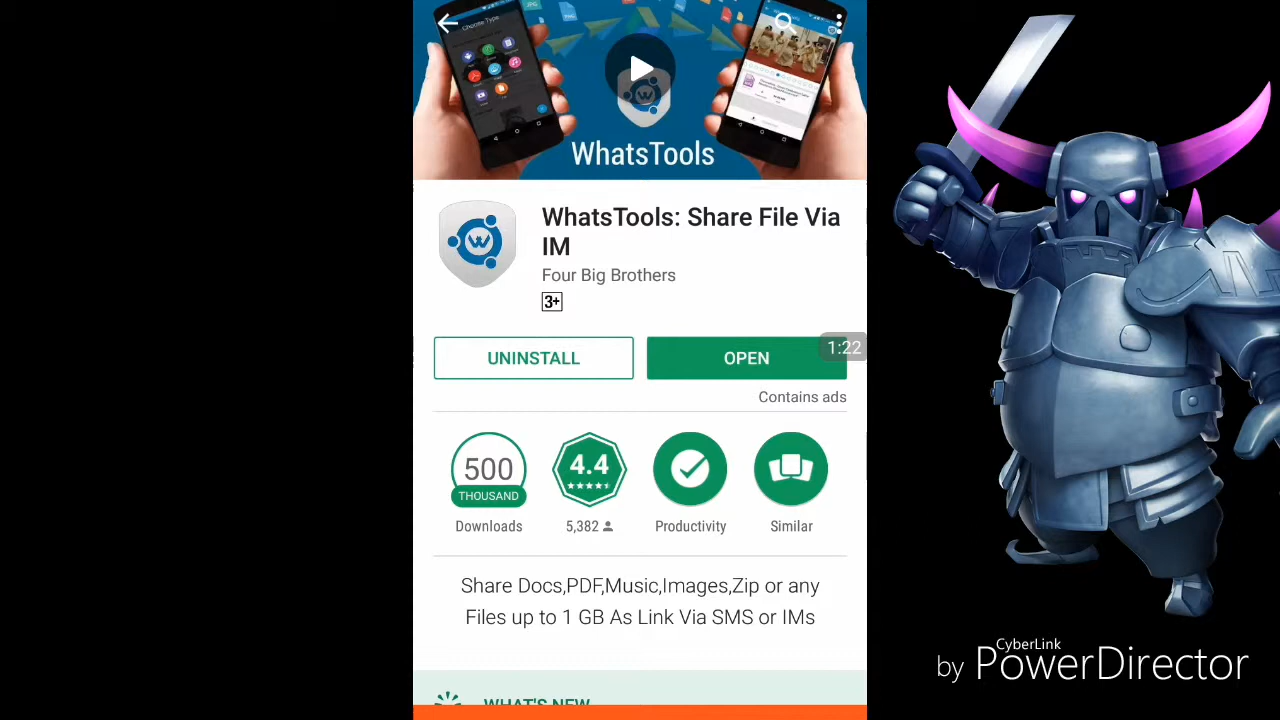 WhatsTools
WhatsTools: Share File Via
IM
Four Big Brothers
3+
UNINSTALL
OPEN
1:22
Contains ads
500
THOUSAND
Downloads
4.4
5,382
Productivity
Similar
Share Docs,PDF,Music,Images,Zip or any
Files up to 1 GB As Link Via SMS or IMs
WHAT'S NEW
CyberLink
by PowerDirector